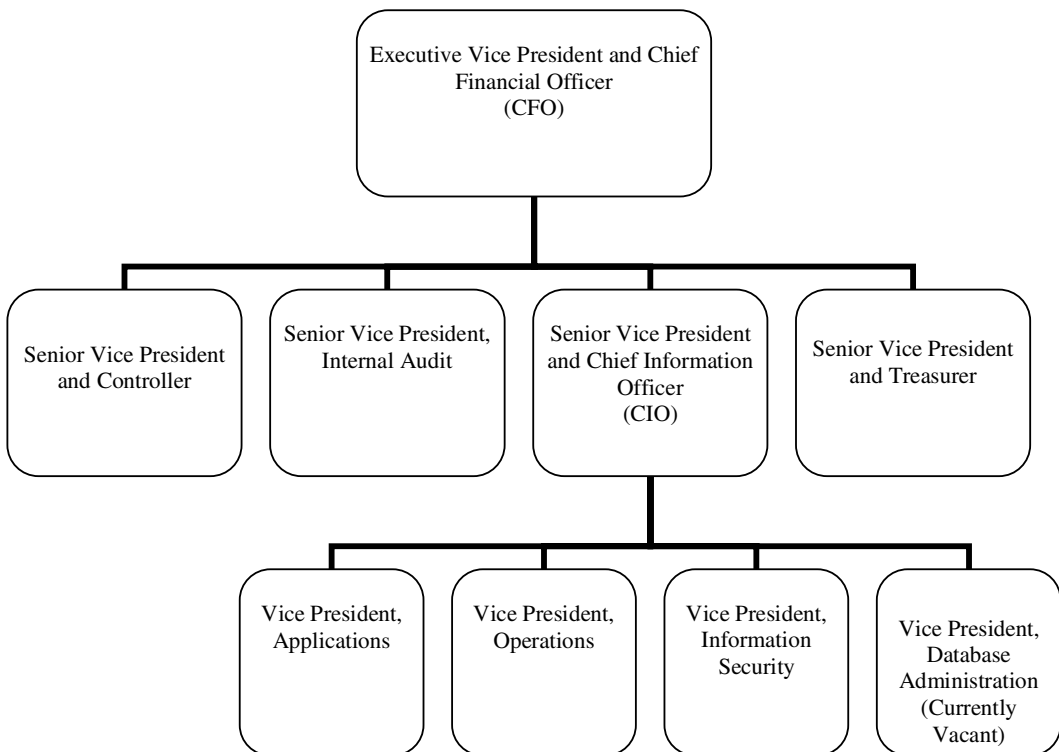 Executive Vice President and Chief
Financial Officer
(CFO)
Senior Vice President
and Controller
Senior Vice President,
Internal Audit
Senior Vice President
and Chief Information
Officer
(CIO)
Senior Vice President
and Treasurer
Vice President,
Applications
Vice President,
Operations
Vice President,
Information
Security
Vice President,
Database
Administration
(Currently
Vacant)